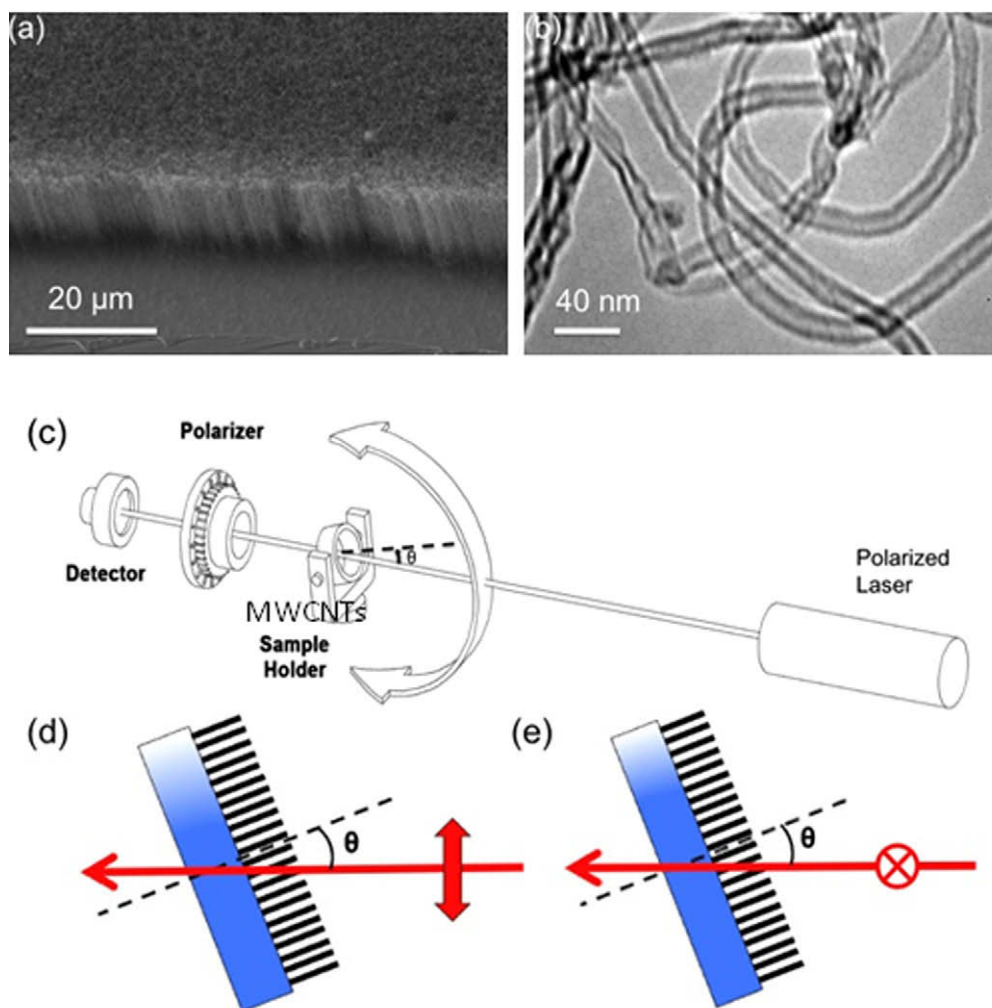 (a)
(b)
20 µm
40 nm
(c)
Polarizer
Detector
θ
MWCNTs
Sample
Holder
Polarized
Laser
(d)
(e)
θ
θ